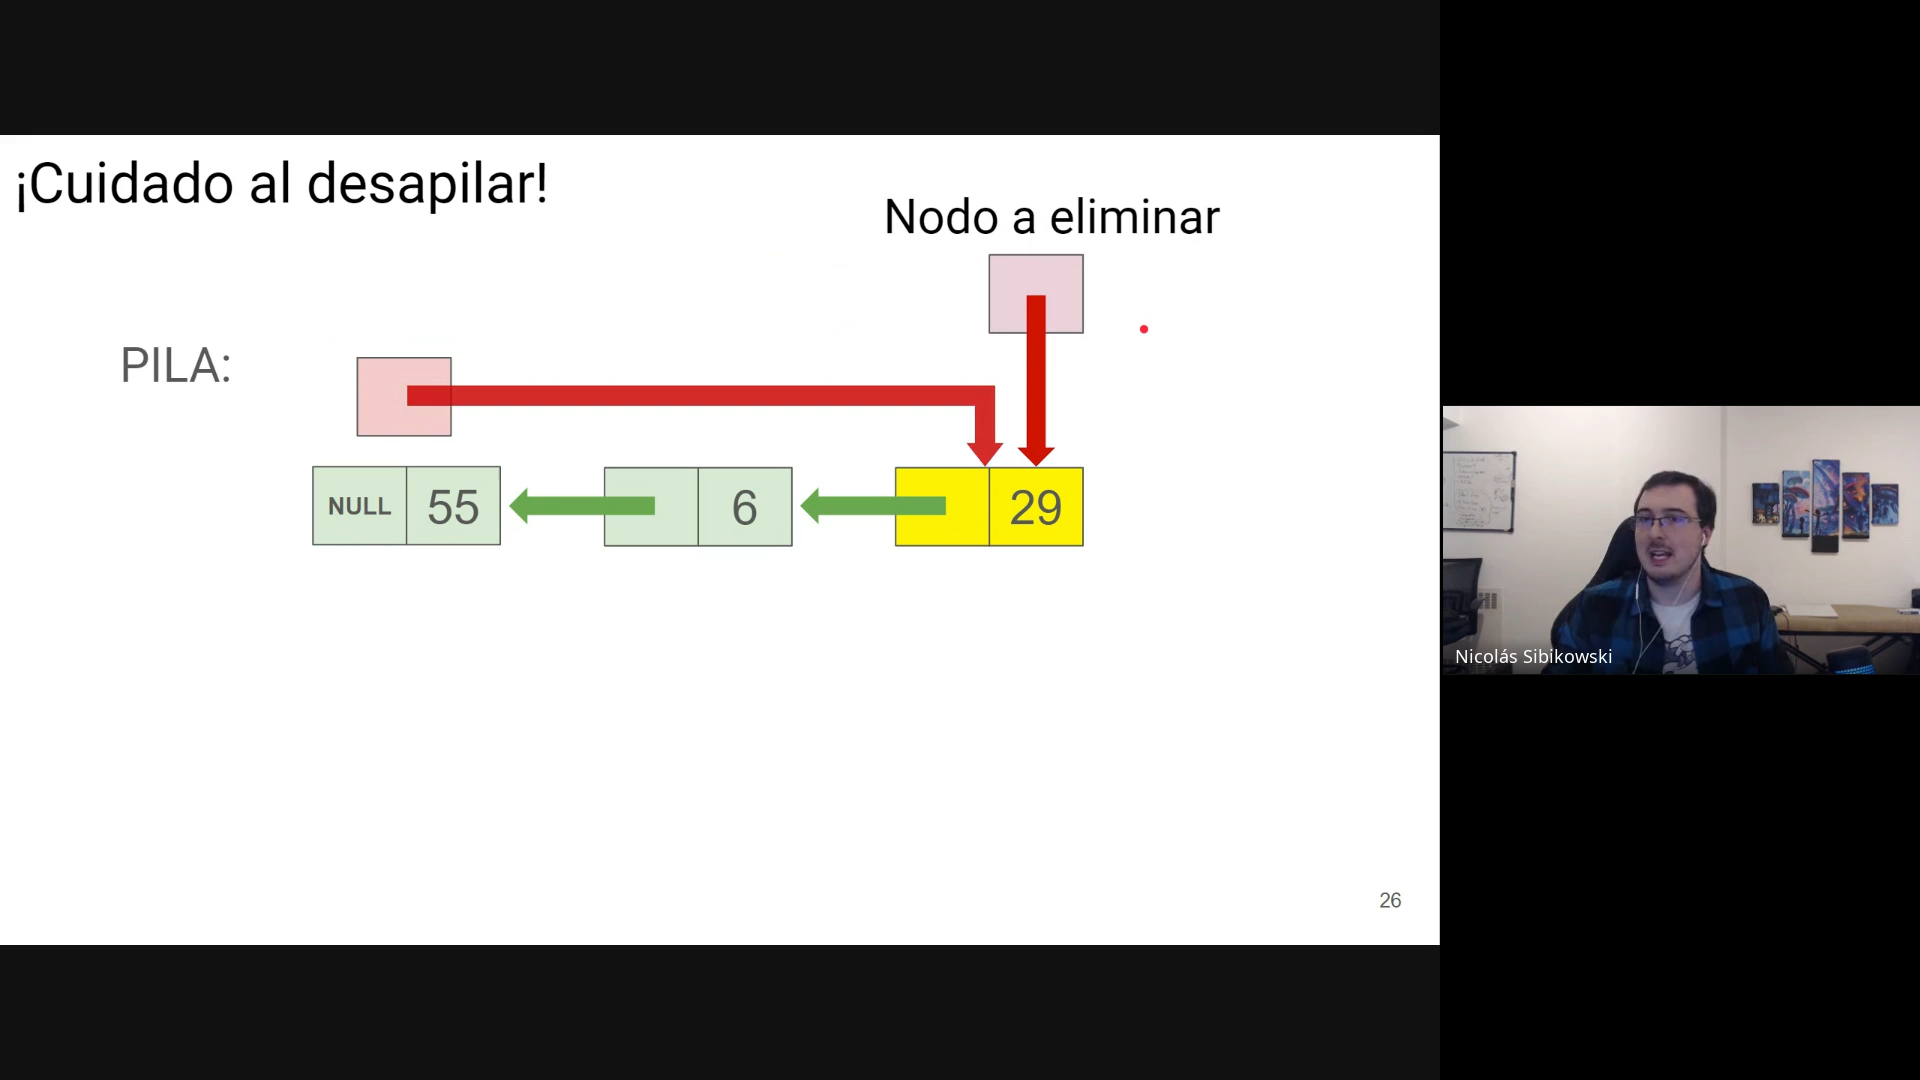 ¡Cuidado al desapilar!
Nodo a eliminar
PILA:
NULL 55 6 29
26
Nicolás Sibikowski